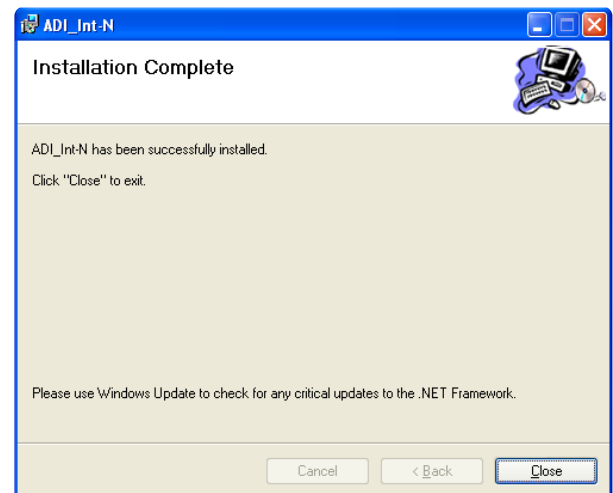 ADI_Int-N
Installation Complete
ADI_Int-N has been successfully installed.
Click "Close" to exit.
Please use Windows Update to check for any critical updates to the .NET Framework.
Cancel < Back Close